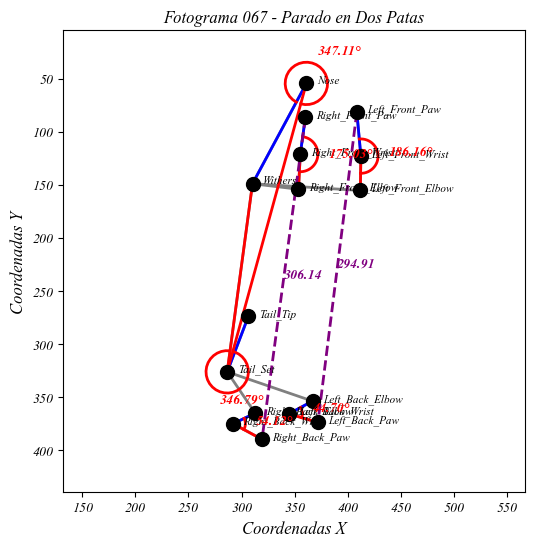 Fotograma 067 - Parado en Dos Patas
347.11°
Nose
Left_Front_Paw
Right_Front_Paw
186.16°
Left_Front_Wrist
Withers
Left_Front_Elbow
Right_Front_Elbow
294.91
306.14
Tail_Tip
Tail_Set
346.79°
Left_Back_Elbow
Left_Back_Paw
Right_Back_Paw
50
100
150
200
250
300
350
400
150
200
250
300
350
400
450
500
550
Coordenadas Y
Coordenadas X